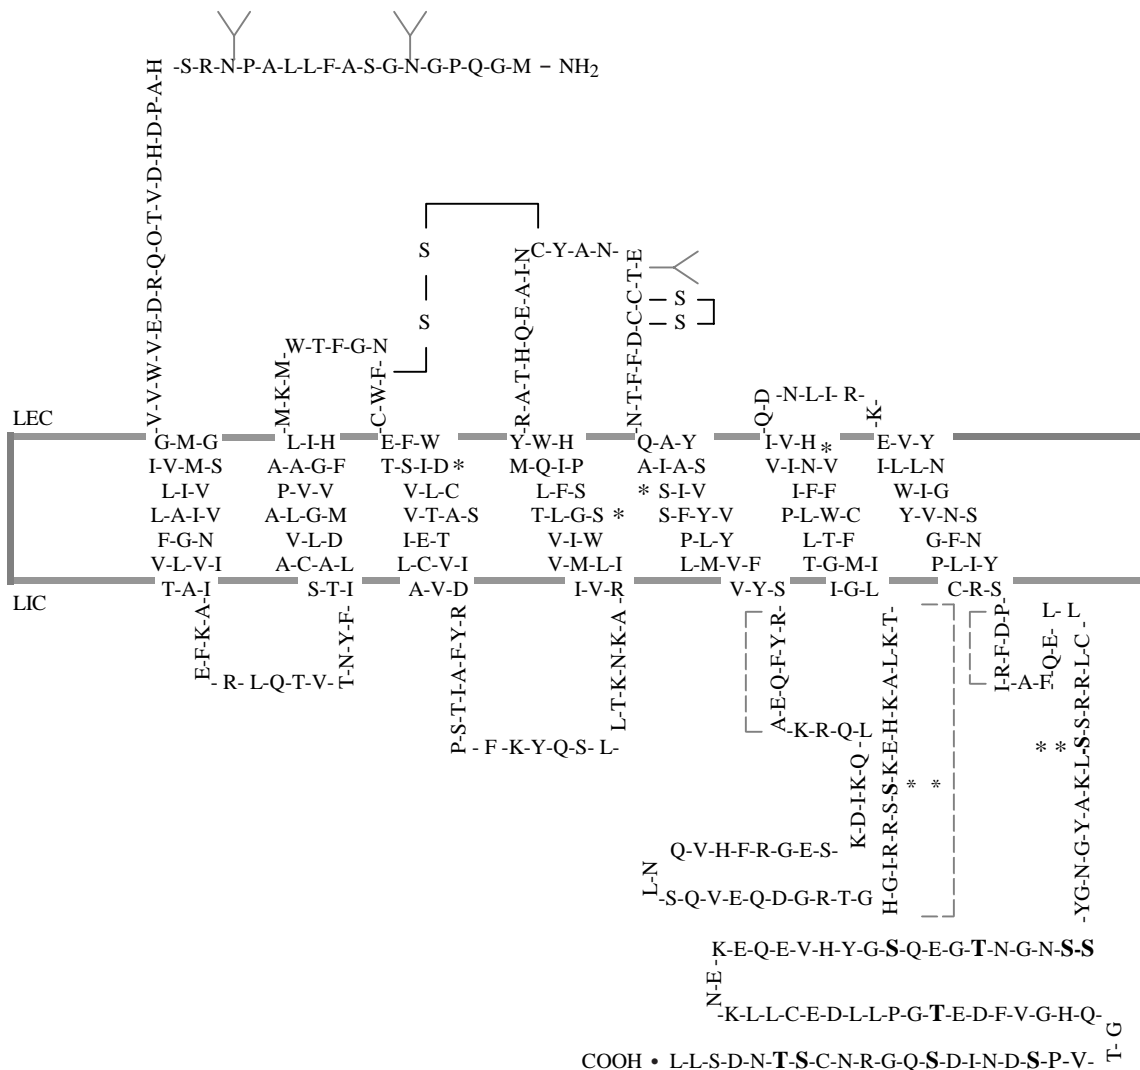 -S-R-N-P-A-L-L-F-A-S-G-N-G-P-Q-G-M – NH2
V-V-W-V-E-D-R-Q-O-T-V-D-H-D-P-A-H
S
S
C-Y-A-N-
-R-A-T-H-Q-E-A-I-N
N-T-F-F-D-C-C-T-E
S
S
W-T-F-G-N
-M-K-M-
-C-W-F-
-Q-D
-N-L-I- R-
-K-
LEC
G-M-G L-I-H E-F-W Y-W-H Q-A-Y I-V-H * E-V-Y
I-V-M-S A-A-G-F T-S-I-D * M-Q-I-P A-I-A-S V-I-N-V I-L-L-N
L-I-V P-V-V V-L-C L-F-S * S-I-V I-F-F W-I-G
L-A-I-V A-L-G-M V-T-A-S T-L-G-S * S-F-Y-V P-L-W-C Y-V-N-S
F-G-N V-L-D I-E-T V-I-W P-L-Y L-T-F G-F-N
V-L-V-I A-C-A-L L-C-V-I V-M-L-I L-M-V-F T-G-M-I P-L-I-Y
T-A-I S-T-I A-V-D I-V-R V-Y-S I-G-L C-R-S
LIC
E-F-K-A-
- R- L-Q-T-V-
T-N-Y-F-
P-S-T-I-A-F-Y-R
- F -K-Y-Q-S- L-
L-T-K-N-K-A-
A-E-Q-F-Y-R-
-K-R-Q-L
K-D-I-K-Q-
Q-V-H-F-R-G-E-S-
L-N
-S-Q-V-E-Q-D-G-R-T-G
H-G-I-R-R-S-S-K-E-H-K-A-L-K-T-
* *
I-R-F-D-P
-A-F
-Q-E-
L- L
-YG-N-G-Y-A-K-L-S-S-R-R-L-C-
* *
K-E-Q-E-V-H-Y-G-S-Q-E-G-T-N-G-N-S-S
N-E-
-K-L-L-C-E-D-L-L-P-G-T-E-D-F-V-G-H-Q-
T- G
COOH • L-L-S-D-N-T-S-C-N-R-G-Q-S-D-I-N-D-S-P-V-